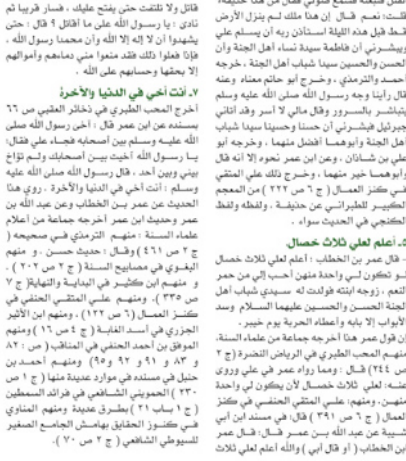 قلت: نعم قال إن هذا ملك لم ينزل الأرض
قط قبل هذه الليلة استأذن ربه أن يسلم علي
ويبشرني أن فاطمة سيدة نساء أهل الجنة وأن
الحسن والحسين سيدا شباب أهل الجنة ، خرجه
أحمد والترمذي ، وخرج أبو حاتم معناه وعنه
قال رأينا وجه رسول الله صلى الله عليه وسلم
يتباشر بالسرور وقال مالي لا أسر وقد أتاني
جبرئيل فبشرني أن حسنا وحسينا سيدا شباب
أهل الجنة وأبوهما أفضل منهما ، وخرجه أبو
علي بن شاذان ، وعن ابن عمر نحوه إلا أنه قال
وأبوهما خير منهما ، وخرج ذلك علي المتقي
في كنز العمال ( ج ٦ ص ٢٢٢ ) من المعجم
الكبير للطبراني عن حذيفة ، ولفظه ولفظ
الكنجي في الحديث سواء .
٥ـ أعلم لعلي ثلاث خصال
- قال عمر بن الخطاب : أعلم لعلي ثلاث خصال
لو تكون لي واحدة منهن أحب إلي من حمر
النعم ، زوجه ابنته فولدت له سيدي شباب أهل
الجنة الحسن والحسين عليهما السلام وسد
الأبواب إلا بابه وأعطاه الحربة يوم خيبر .
إن قول عمر هذا أخرجه جماعة من علماء السنة،
منهم المحب الطبري في الرياض النضرة (ج ٢
ص ٢٤٤) قال : ومما رواه عمر في علي وروى
عنه: لعلي ثلاث خصال لأن يكون لي واحدة
منهن، ومنهم: علي المتقي الحنفي في كنز
العمال ( ج ٦ ص ٣٩١ ) قال: في مسند ابن أبي
شيبة عن عبد الله بن عمر قال: قال عمر
ابن الخطاب ( أو قال أبي ) والله أعلم لعلي ثلاث
قاتل ولا تلتفت حتى يفتح عليك ، فسار قريبا ثم
نادى : يا رسول الله على ما أقاتل ؟ قال : حتى
يشهدوا أن لا إله إلا الله وأن محمدا رسول الله ،
فإذا فعلوا ذلك فقد منعوا مني دماءهم وأموالهم
إلا بحقها وحسابهم على الله .
٧ـ أنت أخي في الدنيا والآخرة
أخرج المحب الطبري في ذخائر العقبى ص ٦٦
بسنده عن ابن عمر قال : آخى رسول الله صلى
الله عليه وسلم بين أصحابه فجاء علي فقال:
يا رسول الله آخيت بين أصحابك ولم تؤاخ
بيني وبين أحد ، قال رسول الله صلى الله عليه
وسلم : أنت أخي في الدنيا والآخرة . روي هذا
الحديث عن عمر بن الخطاب وعن عبد الله بن
عمر وحديث ابن عمر أخرجه جماعة من أعلام
علماء السنة : منهم الترمذي في صحيحه (
ج ٢ ص ٤٦١ ) وقال : حديث حسن . و منهم
البغوي في مصابيح السنة ( ج ٢ ص ٢٠٢ ) .
و منهم ابن كثير في البداية والنهاية( ج ٧
ص ٣٣٥ ) ، ومنهم علي المتقي الحنفي في
كنز العمال ( ج ٦ ص ١٢٢ ) ، ومنهم ابن الأثير
الجزري في أسد الغابة ( ج ٤ ص ١٦ ) ومنهم
الموفق بن أحمد الحنفي في المناقب ( ص : ٨٢
و ٨٣ و ٩١ و ٩٢ و ٩٥ ) ومنهم أحمد بن
حنبل في مسنده في موارد عديدة منها ( ج ١ ص
٢٣٠ ) الحمويني الشافعي في فرائد السمطين
( ج ١ باب ٢١ ) بطرق عديدة ومنهم المناوي
في كنوز الحقايق بهامش الجامع الصغير
للسيوطي الشافعي ( ج ٢ ص ٧٠ ) .